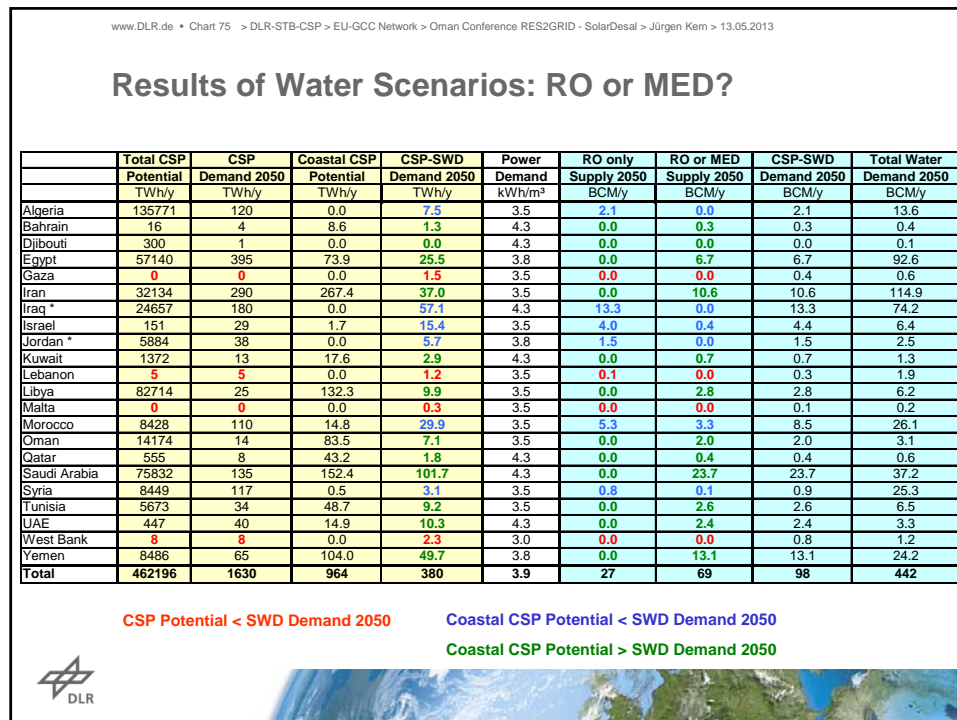 www.DLR.de • Chart 75 > DLR-STB-CSP > EU-GCC Network > Oman Conference RES2GRID - SolarDesal > Jürgen Kern > 13.05.2013
Results of Water Scenarios: RO or MED?
Total CSP CSP Coastal CSP CSP-SWD Power RO only RO or MED CSP-SWD Total Water
Potential Demand 2050 Potential Demand 2050 Demand Supply 2050 Supply 2050 Demand 2050 Demand 2050
TWh/y TWh/y TWh/y TWh/y kWh/m³ BCM/y BCM/y BCM/y BCM/y
Algeria 135771 120 0.0 7.5 3.5 2.1 0.0 2.1 13.6
Bahrain 16 4 8.6 1.3 4.3 0.0 0.3 0.3 0.4
Djibouti 300 1 0.0 0.0 4.3 0.0 0.0 0.0 0.1
Egypt 57140 395 73.9 25.5 3.8 0.0 6.7 6.7 92.6
Gaza 0 0 0.0 1.5 3.5 0.0 0.0 0.4 0.6
Iran 32134 290 267.4 37.0 3.5 0.0 10.6 10.6 114.9
Iraq * 24657 180 0.0 57.1 4.3 13.3 0.0 13.3 74.2
Israel 151 29 1.7 15.4 3.5 4.0 0.4 4.4 6.4
Jordan * 5884 38 0.0 5.7 3.8 1.5 0.0 1.5 2.5
Kuwait 1372 13 17.6 2.9 4.3 0.0 0.7 0.7 1.3
Lebanon 5 5 0.0 1.2 3.5 0.1 0.0 0.3 1.9
Libya 82714 25 132.3 9.9 3.5 0.0 2.8 2.8 6.2
Malta 0 0 0.0 0.3 3.5 0.0 0.0 0.1 0.2
Morocco 8428 110 14.8 29.9 3.5 5.3 3.3 8.5 26.1
Oman 14174 14 83.5 7.1 3.5 0.0 2.0 2.0 3.1
Qatar 555 8 43.2 1.8 4.3 0.0 0.4 0.4 0.6
Saudi Arabia 75832 135 152.4 101.7 4.3 0.0 23.7 23.7 37.2
Syria 8449 117 0.5 3.1 3.5 0.8 0.1 0.9 25.3
Tunisia 5673 34 48.7 9.2 3.5 0.0 2.6 2.6 6.5
UAE 447 40 14.9 10.3 4.3 0.0 2.4 2.4 3.3
West Bank 8 8 0.0 2.3 3.0 0.0 0.0 0.8 1.2
Yemen 8486 65 104.0 49.7 3.8 0.0 13.1 13.1 24.2
Total 462196 1630 964 380 3.9 27 69 98 442
CSP Potential < SWD Demand 2050 Coastal CSP Potential < SWD Demand 2050
Coastal CSP Potential > SWD Demand 2050
DLR